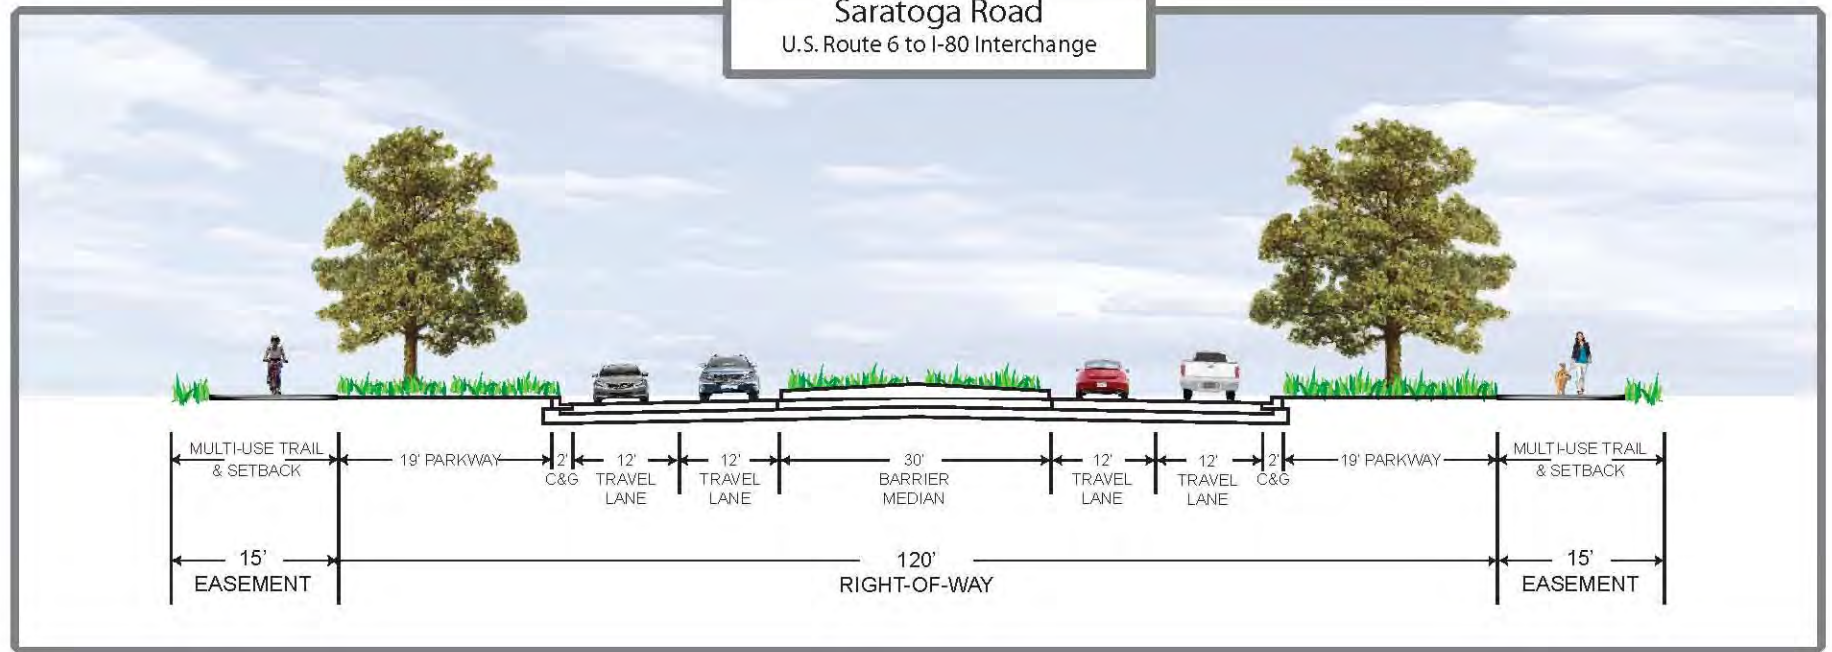 Saratoga Road
U.S. Route 6 to I-80 Interchange
MULTI-USE TRAIL
& SETBACK
19' PARKWAY
2'
C&G
12'
TRAVEL
LANE
12'
TRAVEL
LANE
30'
BARRIER
MEDIAN
12'
TRAVEL
LANE
12'
TRAVEL
LANE
2'
C&G
19' PARKWAY
MULTI-USE TRAIL
& SETBACK
15'
EASEMENT
120'
RIGHT-OF-WAY
15'
EASEMENT